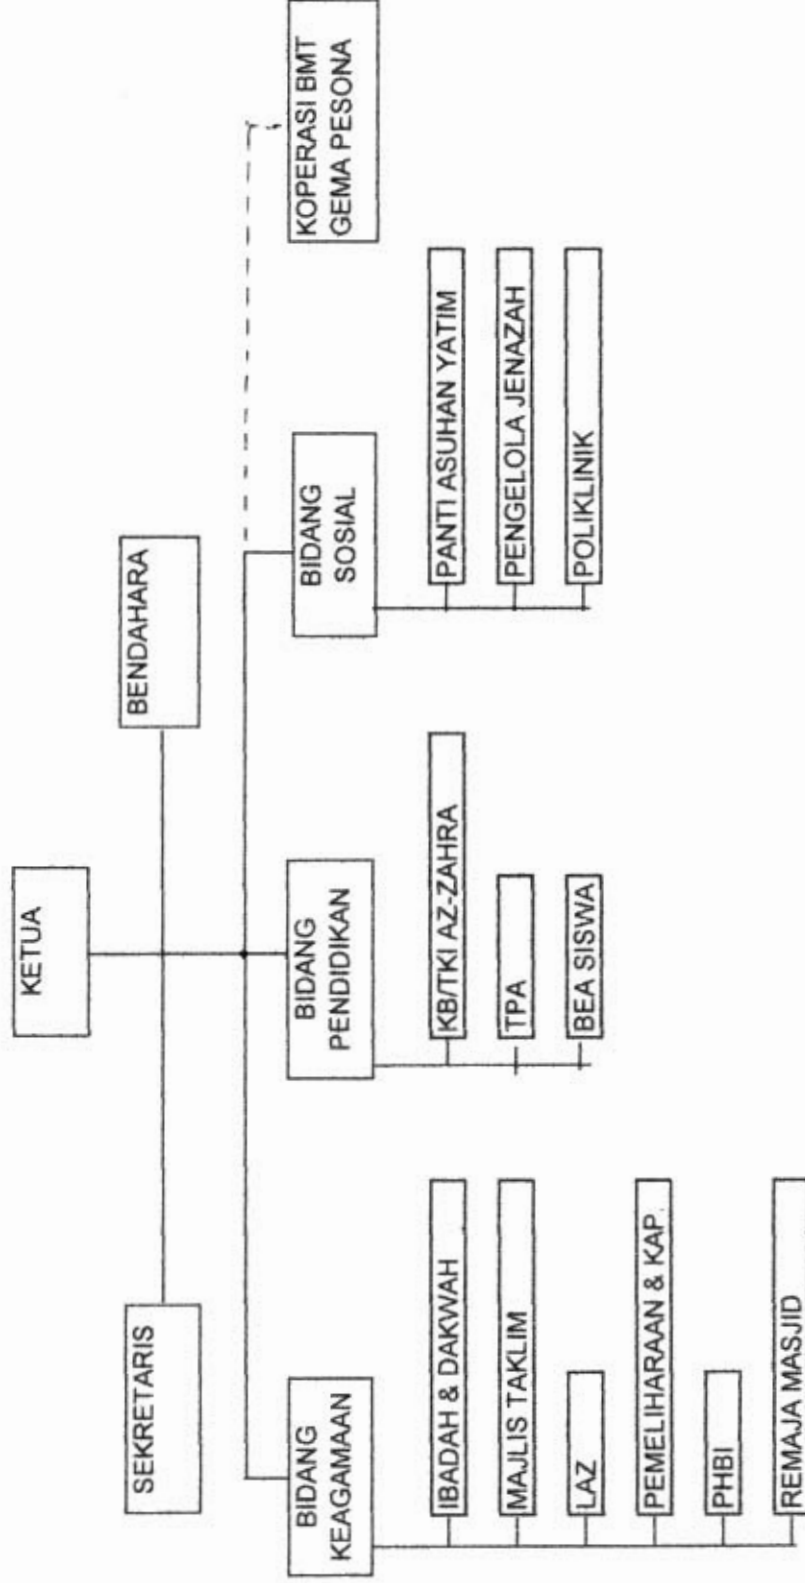 KETUA
SEKRETARIS
BENDAHARA
BIDANG
KEAGAMAAN
BIDANG
PENDIDIKAN
BIDANG
SOSIAL
KOPERASI BMT
GEMA PESONA
IBADAH & DAKWAH
MAJLIS TAKLIM
LAZ
PEMELIHARAAN & KAP.
PHBI
REMAJA MASJID
KB/TKI AZ-ZAHRA
TPA
BEA SISWA
PANTI ASUHAN YATIM
PENGELOLA JENAZAH
POLIKLINIK